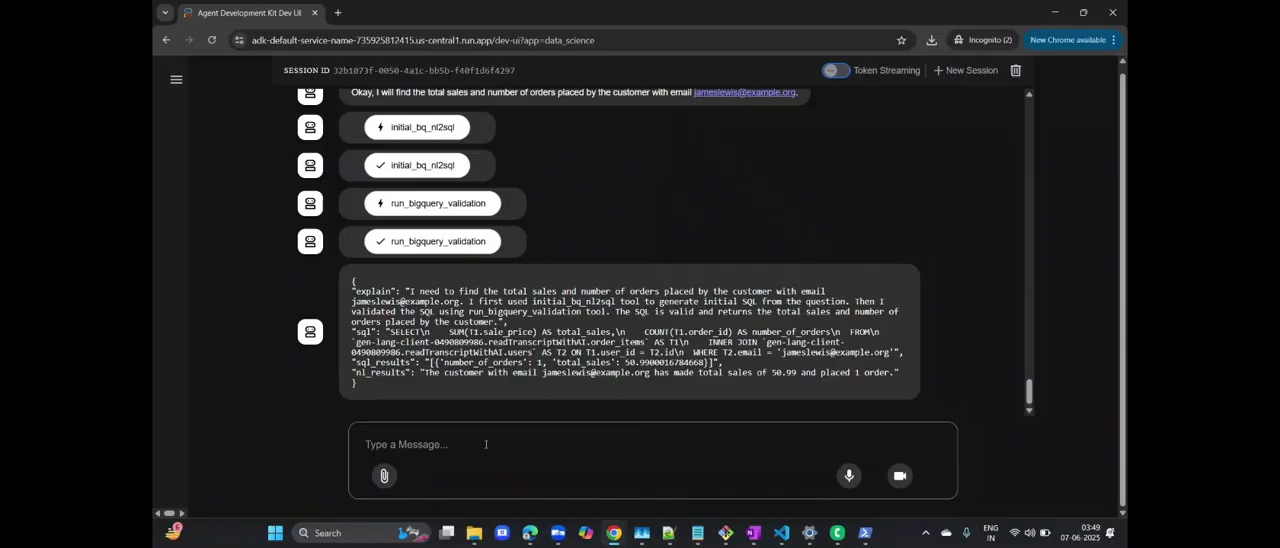 Agent Development Kit Dev UI
adk-default-service-name-735925812415.us-central1.run.app/dev-ui?app=data_science
Incognito (2)
New Chrome available
SESSION ID 32b1073f-0050-4a1c-bb5b-f40f1d6f4297
Token Streaming
New Session
Okay, I will find the total sales and number of orders placed by the customer with email jameslewis@example.org.
initial_bq_nl2sql
initial_bq_nl2sql
run_bigquery_validation
run_bigquery_validation
{
"explain": "I need to find the total sales and number of orders placed by the customer with email
jameslewis@example.org. I first used initial_bq_nl2sql tool to generate initial SQL from the question. Then I
validated the SQL using run_bigquery_validation tool. The SQL is valid and returns the total sales and number of
orders placed by the customer.",
"sql": "SELECT\n    SUM(T1.sale_price) AS total_sales,\n    COUNT(T1.order_id) AS number_of_orders\n  FROM\n
`gen-lang-client-0490809986.readTranscriptWithAI.order_items` AS T1\n    INNER JOIN `gen-lang-client-
0490809986.readTranscriptWithAI.users` AS T2 ON T1.user_id = T2.id\n  WHERE T2.email = 'jameslewis@example.org'",
"sql_results": "[{'number_of_orders': 1, 'total_sales': 50.9900016784668}]",
"nl_results": "The customer with email jameslewis@example.org has made total sales of 50.99 and placed 1 order."
}
Type a Message...
6
Search
ENG
IN
03:49
07-06-2025